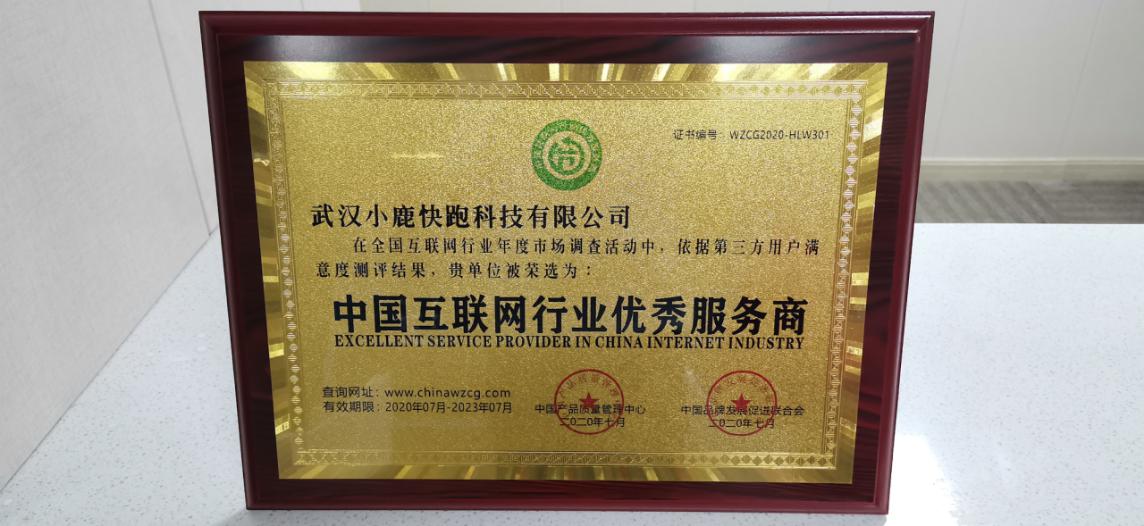 证书编号：WZCG2020-HLW301
武汉小鹿快跑科技有限公司
在全国互联网行业年度市场调查活动中，依据第三方用户满
意度测评结果，贵单位被荣选为：
中国互联网行业优秀服务商
EXCELLENT SERVICE PROVIDER IN CHINA INTERNET INDUSTRY
查询网址：www.chinawzcg.com
有效期限：2020年07月-2023年07月
中国产品质量管理中心
二〇二〇年七月
中国品牌发展促进联合会
二〇二〇年七月